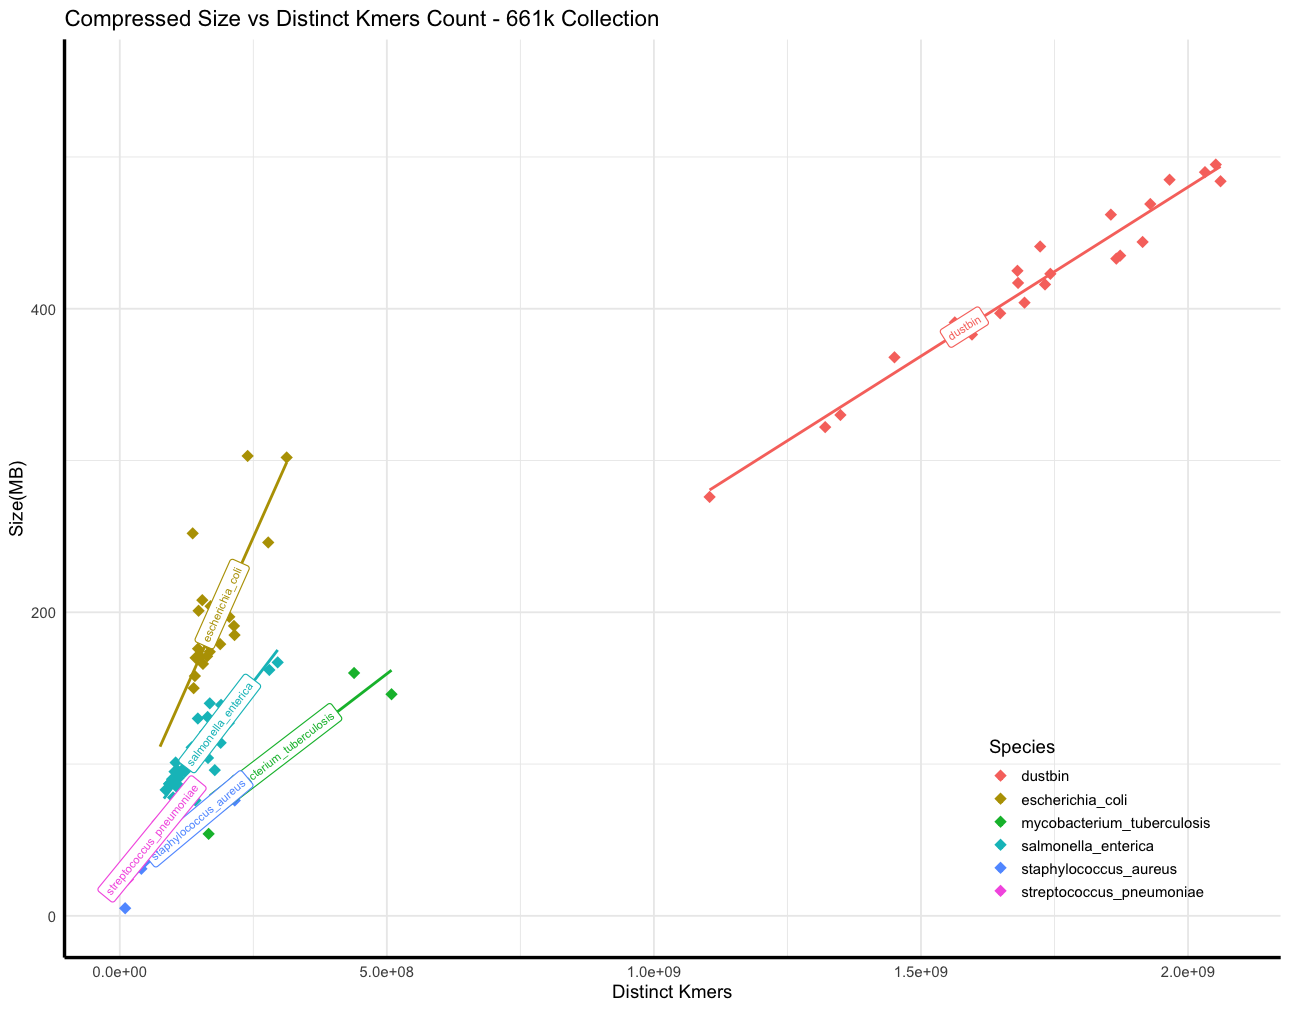 Compressed Size vs Distinct Kmers Count - 661k Collection
Size(MB)
400
200
0
dustbin
escherichia_coli
salmonella_enterica
cterium_tuberculosis
staphylococcus_aureus
streptococcus_pneumoniae
Species
dustbin
escherichia_coli
mycobacterium_tuberculosis
salmonella_enterica
staphylococcus_aureus
streptococcus_pneumoniae
0.0e+00 5.0e+08 1.0e+09 1.5e+09 2.0e+09
Distinct Kmers